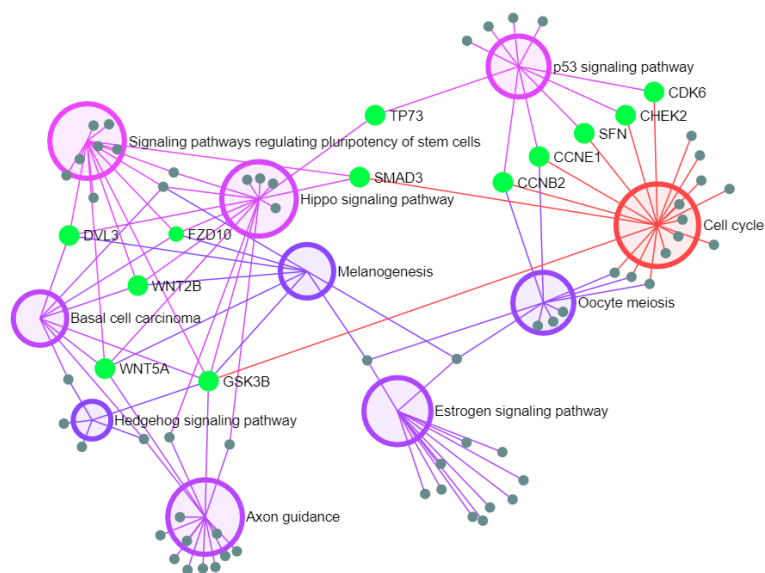 p53 signaling pathway
CDK6
CHEK2
TP73
SFN
Signaling pathways regulating pluripotency of stem cells
CCNE1
SMAD3
CCNB2
Hippo signaling pathway
Cell cycle
DVL3
FZD10
Melanogenesis
WNT2B
Oocyte meiosis
Basal cell carcinoma
WNT5A
GSK3B
Estrogen signaling pathway
Hedgehog signaling pathway
Axon guidance